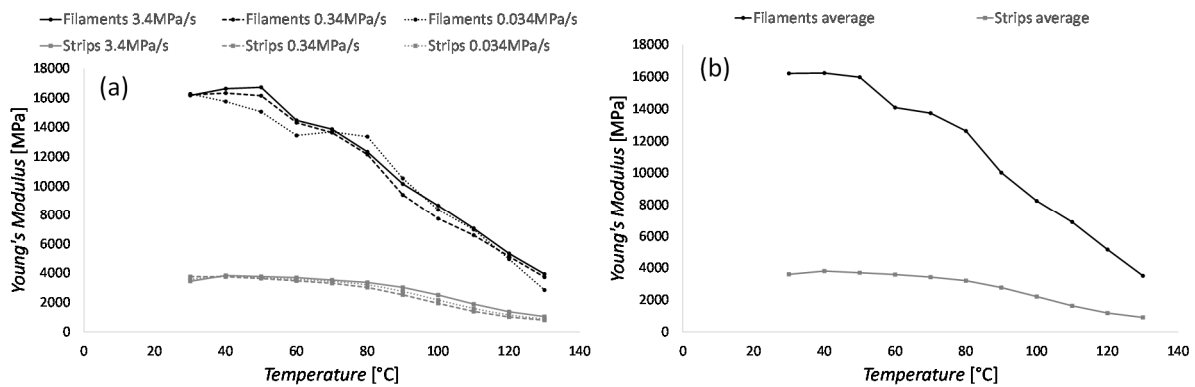 Filaments 3.4MPa/s Filaments 0.34MPa/s Filaments 0.034MPa/s
Strips 3.4MPa/s Strips 0.34MPa/s Strips 0.034MPa/s
(a)
Young's Modulus [MPa]
18000
16000
14000
12000
10000
8000
6000
4000
2000
0
0 20 40 60 80 100 120 140
Temperature [°C]
Filaments average Strips average
(b)
Young's Modulus [MPa]
18000
16000
14000
12000
10000
8000
6000
4000
2000
0
0 20 40 60 80 100 120 140
Temperature [°C]